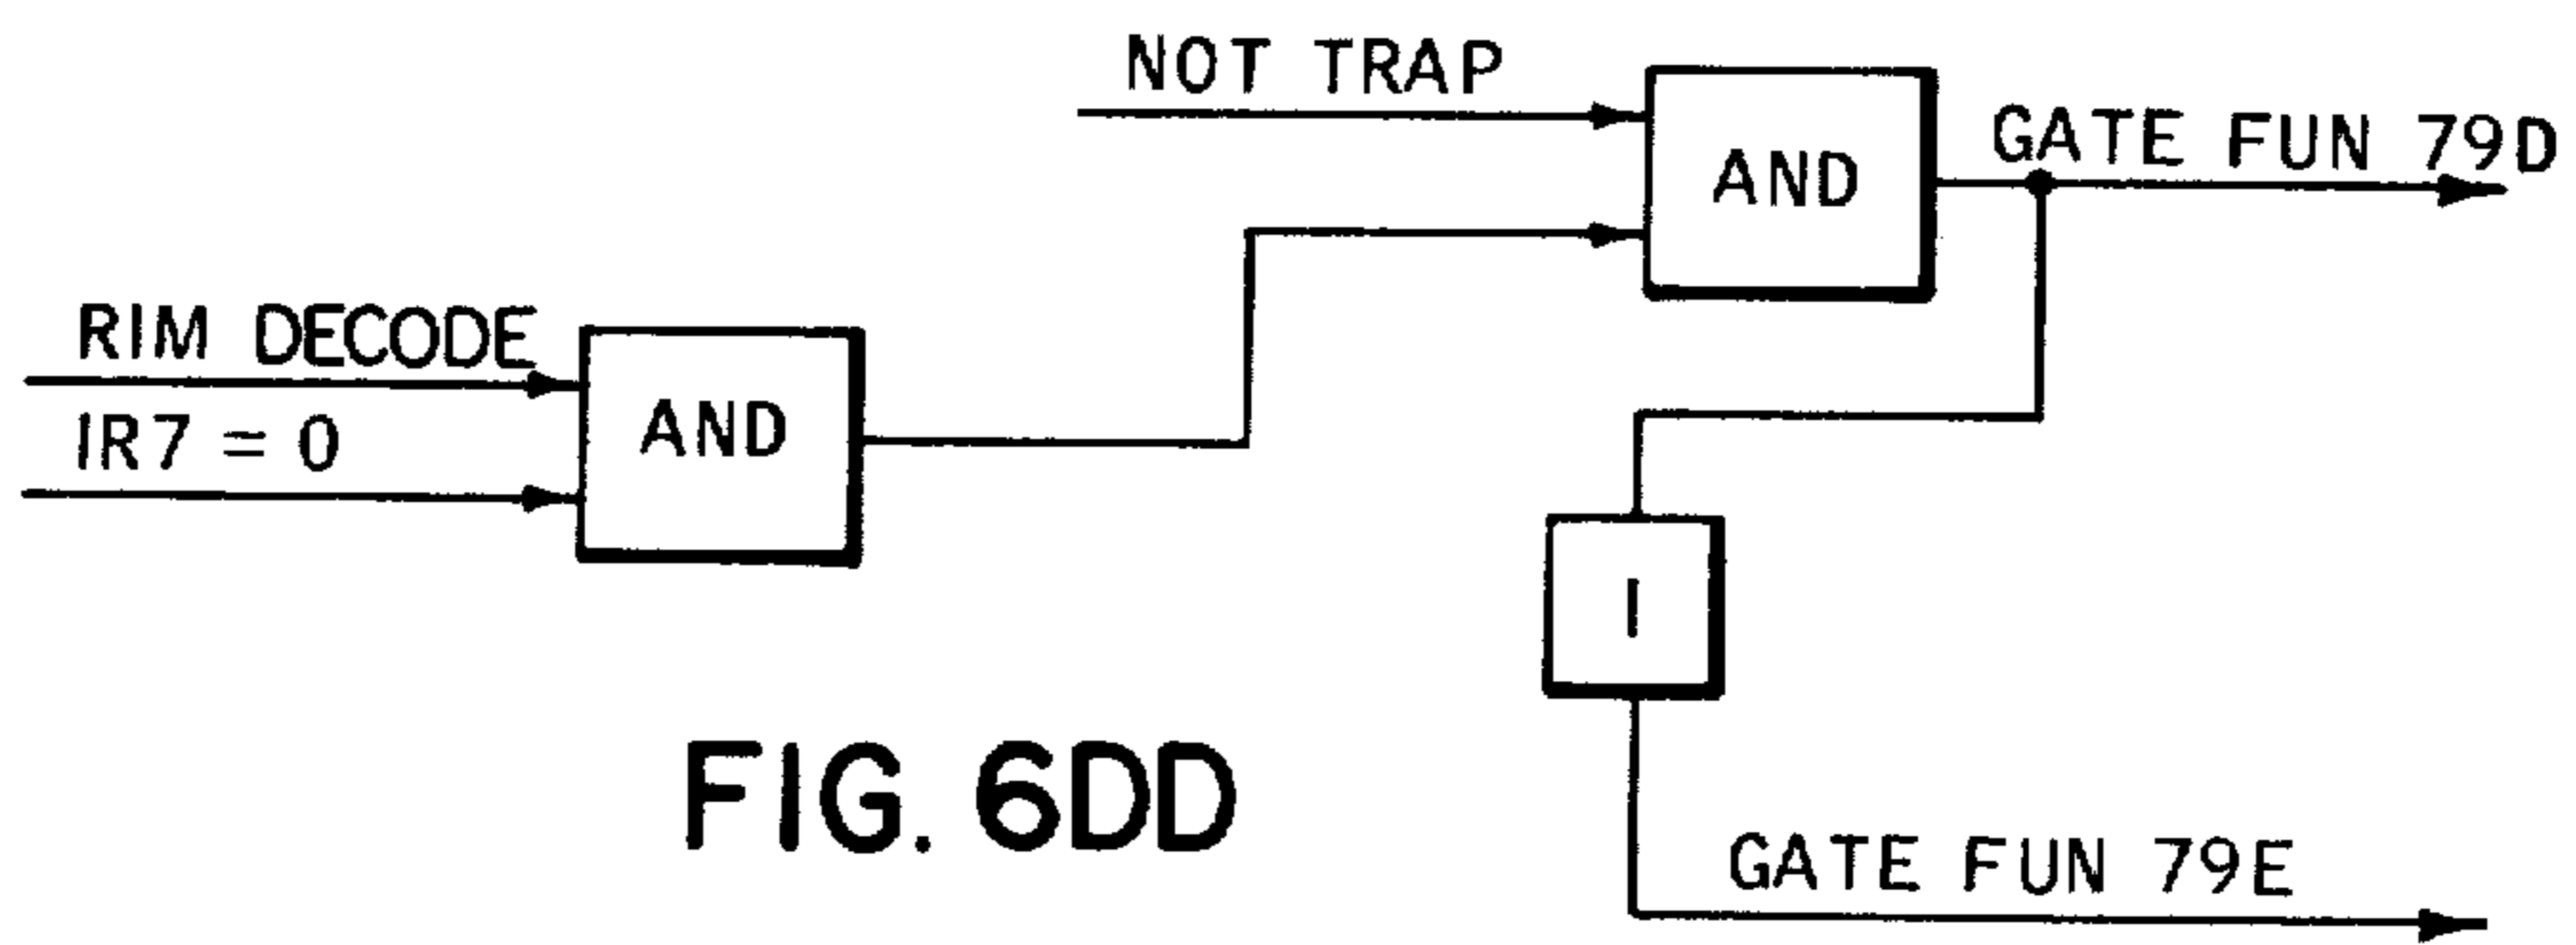 NOT TRAP
GATE FUN 79D
AND
RIM DECODE
IR7 = 0
AND
I
FIG. 6DD
GATE FUN 79E